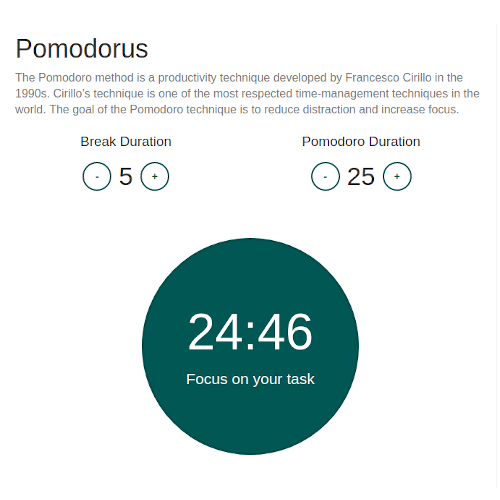 Pomodorus
The Pomodoro method is a productivity technique developed by Francesco Cirillo in the
1990s. Cirillo's technique is one of the most respected time-management techniques in the
world. The goal of the Pomodoro technique is to reduce distraction and increase focus.
Break Duration
Pomodoro Duration
- 5 +
- 25 +
24:46
Focus on your task